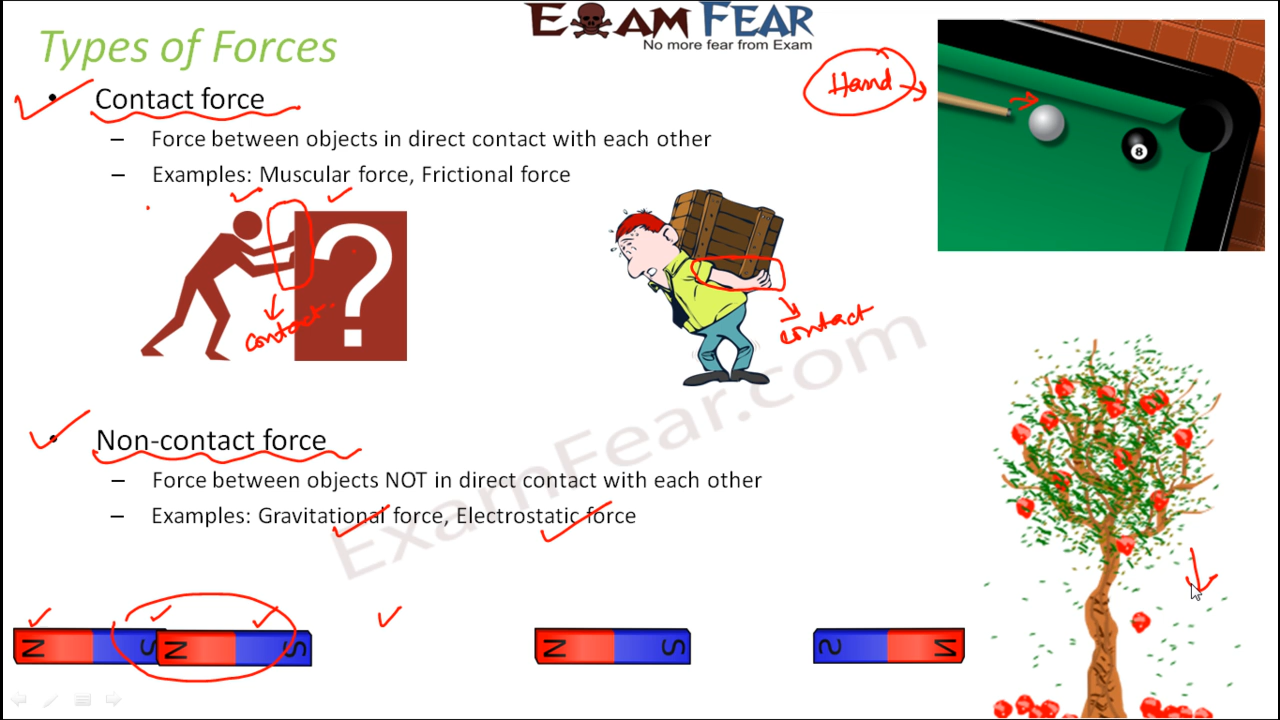 Types of Forces
EXAM FEAR
No more fear from Exam
Hand
• Contact force
– Force between objects in direct contact with each other
– Examples: Muscular force, Frictional force
8
?
contact
contact
• Non-contact force
– Force between objects NOT in direct contact with each other
– Examples: Gravitational force, Electrostatic force
ExamFear.com
N S N S N S S N